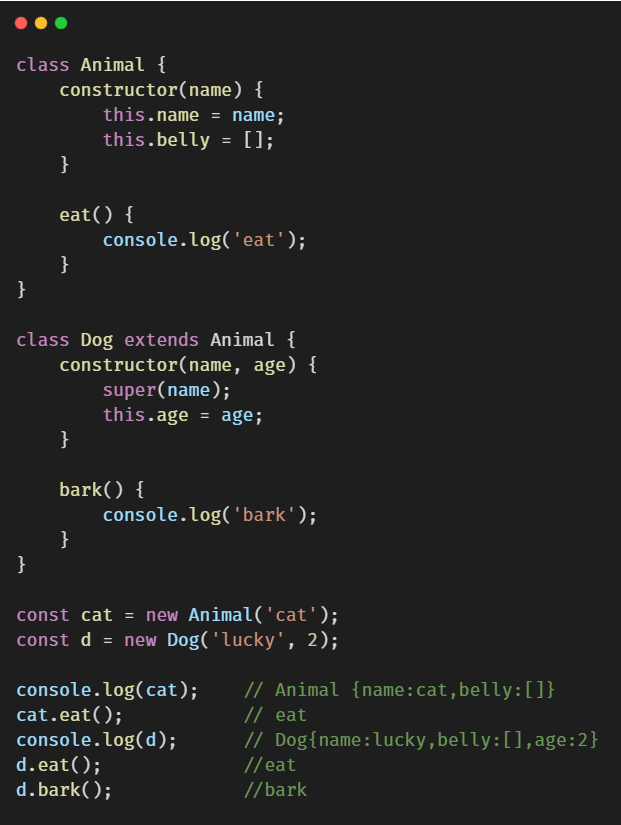 class Animal {
    constructor(name) {
        this.name = name;
        this.belly = [];
    }

    eat() {
        console.log('eat');
    }
}

class Dog extends Animal {
    constructor(name, age) {
        super(name);
        this.age = age;
    }

    bark() {
        console.log('bark');
    }
}

const cat = new Animal('cat');
const d = new Dog('lucky', 2);

console.log(cat);    // Animal {name:cat,belly:[]}
cat.eat();           // eat
console.log(d);      // Dog{name:lucky,belly:[],age:2}
d.eat();             //eat
d.bark();            //bark